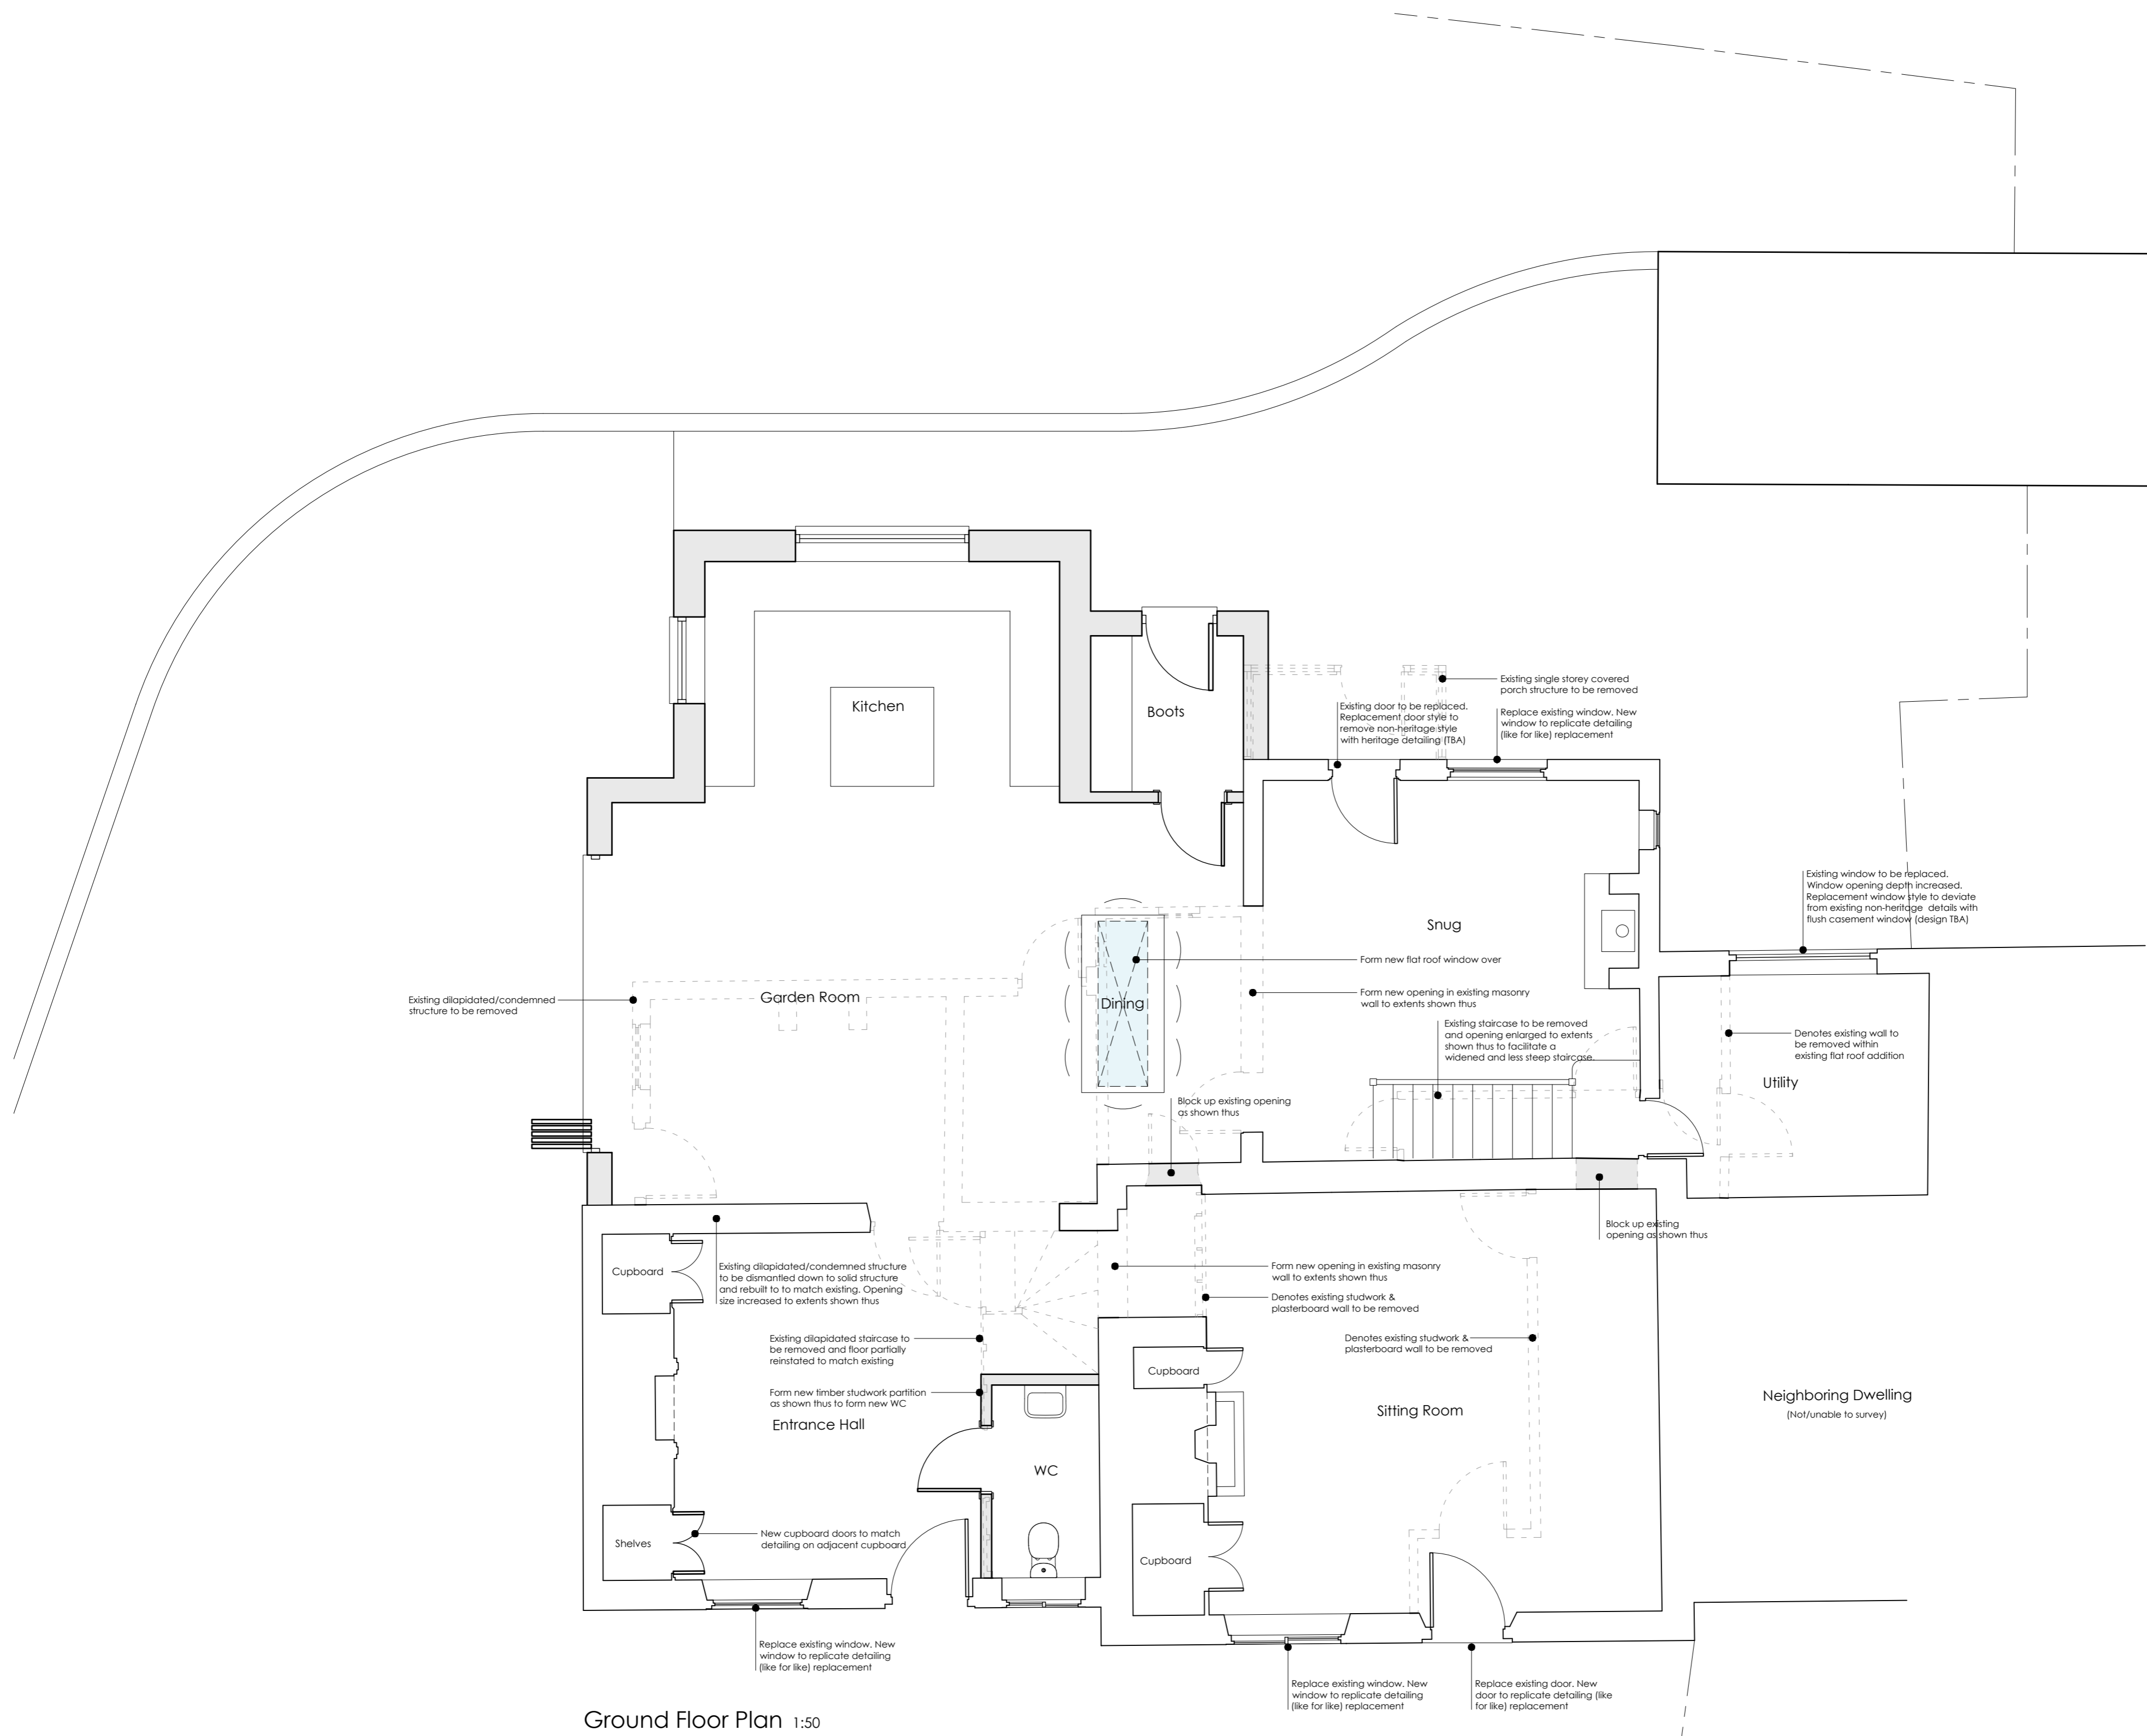 Existing single storey covered
porch structure to be removed
Existing door to be replaced.
Replacement door style to
remove non-heritage style
with heritage detailing (TBA)
Replace existing window. New
window to replicate detailing
(like for like) replacement
Kitchen
Boots
Existing window to be replaced.
Window opening depth increased.
Replacement window style to deviate
from existing non-heritage details with
flush casement window (design TBA)
Snug
Form new flat roof window over
Existing dilapidated/condemned
structure to be removed
Garden Room
Dining
Form new opening in existing masonry
wall to extents shown thus
Existing staircase to be removed
and opening enlarged to extents
shown thus to facilitate a
widened and less steep staircase.
Denotes existing wall to
be removed within
existing flat roof addition
Utility
Block up existing opening
as shown thus
Block up existing
opening as shown thus
Cupboard
Existing dilapidated/condemned structure
to be dismantled down to solid structure
and rebuilt to to match existing. Opening
size increased to extents shown thus
Form new opening in existing masonry
wall to extents shown thus
Denotes existing studwork &
plasterboard wall to be removed
Existing dilapidated staircase to
be removed and floor partially
reinstated to match existing
Denotes existing studwork &
plasterboard wall to be removed
Cupboard
Form new timber studwork partition
as shown thus to form new WC
Entrance Hall
Sitting Room
Neighboring Dwelling
(Not/unable to survey)
WC
Shelves
New cupboard doors to match
detailing on adjacent cupboard
Cupboard
Replace existing window. New
window to replicate detailing
(like for like) replacement
Replace existing window. New
window to replicate detailing
(like for like) replacement
Replace existing door. New
door to replicate detailing (like
for like) replacement
Ground Floor Plan 1:50